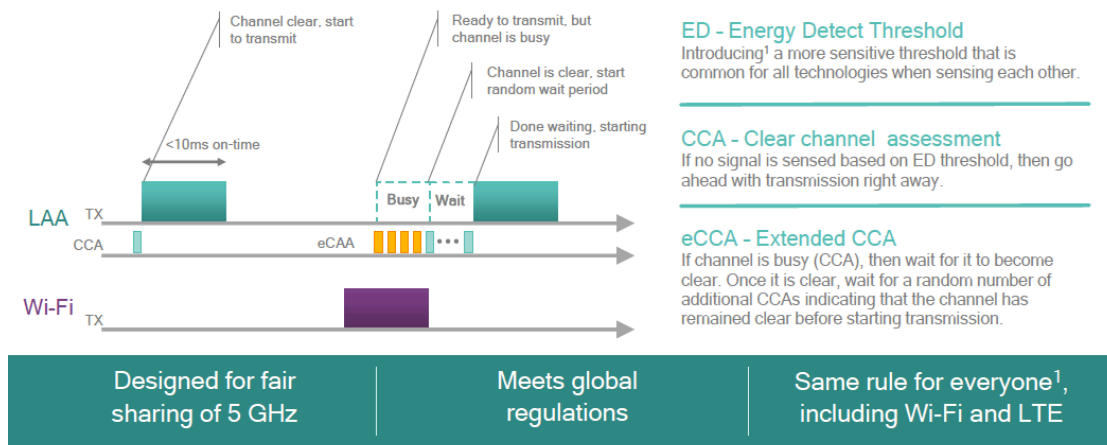 Channel clear, start
to transmit
Ready to transmit, but
channel is busy
Channel is clear, start
random wait period
Done waiting, starting
transmission
<10ms on-time
Busy
Wait
LAA
TX
CCA
eCAA
Wi-Fi
TX
ED - Energy Detect Threshold
Introducing¹ a more sensitive threshold that is
common for all technologies when sensing each other.
CCA - Clear channel assessment
If no signal is sensed based on ED threshold, then go
ahead with transmission right away.
eCCA - Extended CCA
If channel is busy (CCA), then wait for it to become
clear. Once it is clear, wait for a random number of
additional CCAs indicating that the channel has
remained clear before starting transmission.
Designed for fair
sharing of 5 GHz
Meets global
regulations
Same rule for everyone¹,
including Wi-Fi and LTE